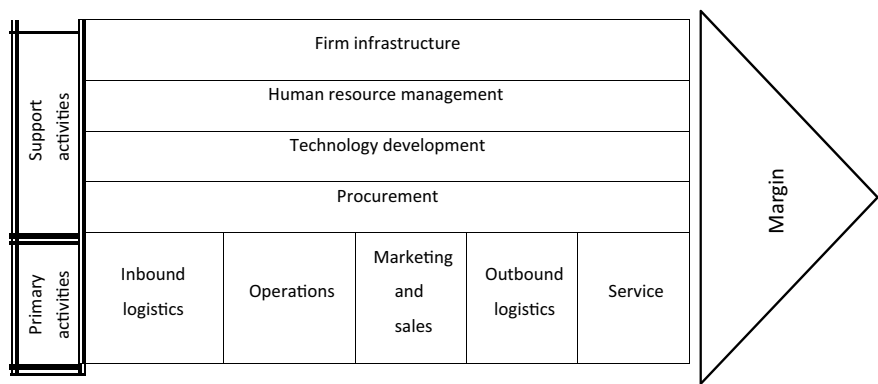 Support
activities
Firm infrastructure
Human resource management
Technology development
Procurement
Primary
activities
Inbound
logistics
Operations
Marketing
and
sales
Outbound
logistics
Service
Margin